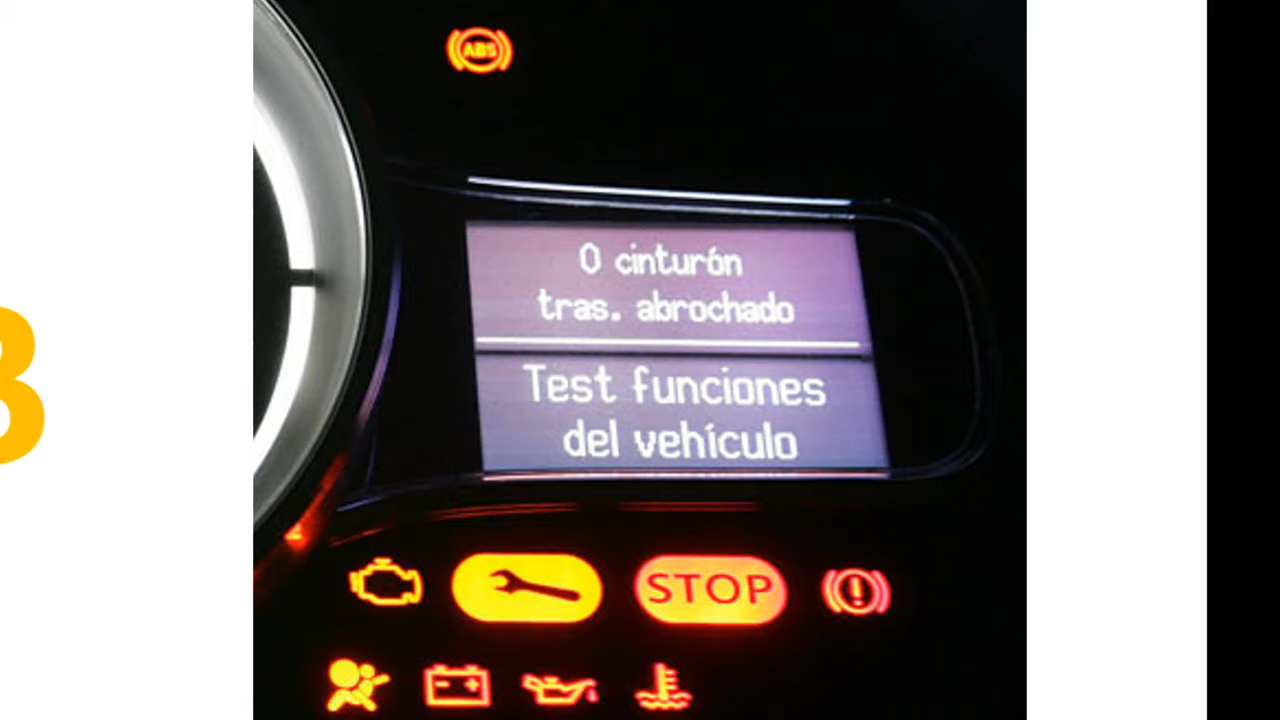 ABS
0 cinturón
tras. abrochado
Test funciones
del vehículo
STOP